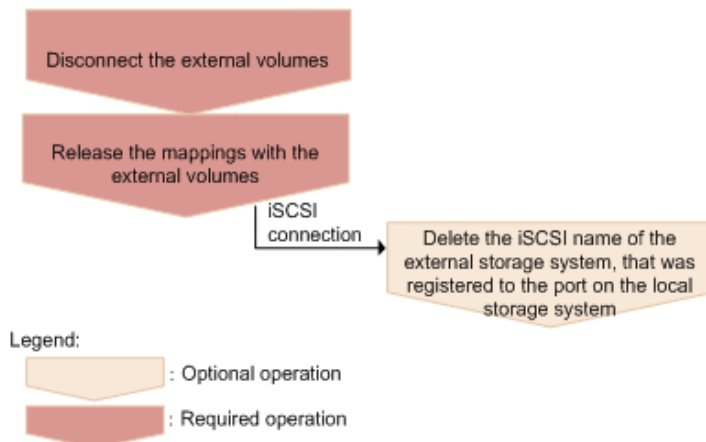 Disconnect the external volumes
Release the mappings with the
external volumes
iSCSI
connection
Delete the iSCSI name of the
external storage system, that was
registered to the port on the local
storage system
Legend:
: Optional operation
: Required operation